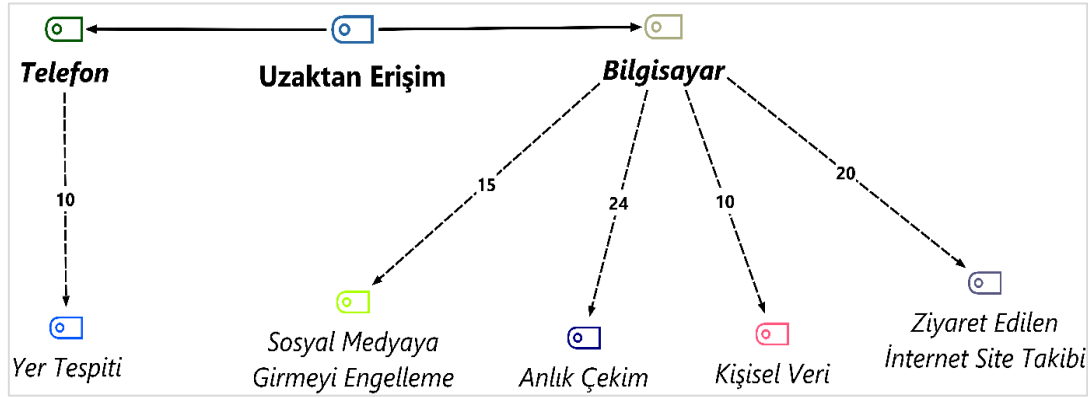 Telefon
Uzaktan Erişim
Bilgisayar
10
15
24
10
20
Yer Tespiti
Sosyal Medyaya
Girmeyi Engelleme
Anlık Çekim
Kişisel Veri
Ziyaret Edilen
İnternet Site Takibi